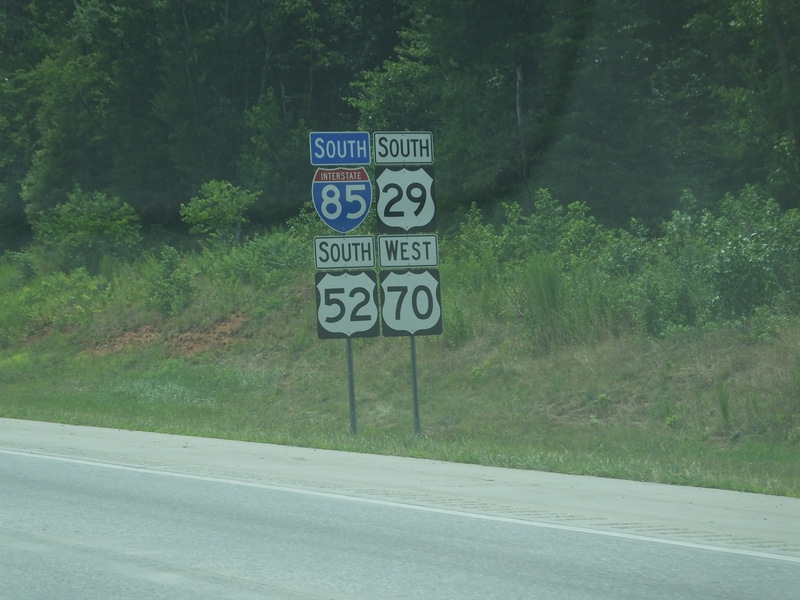 SOUTH SOUTH
INTERSTATE
85 29
SOUTH WEST
52 70